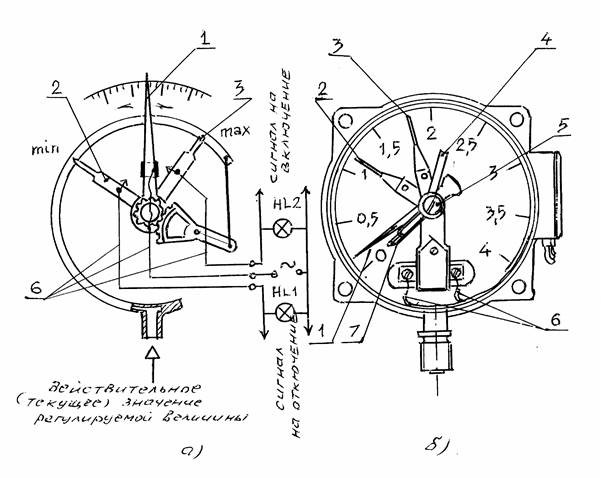 1
2
3
min
max
6
сигнал на
включение
HL2
~
HL1
сигнал
на отключение
действительное
(текущее) значение
регулируемой величины
а)
3
4
2
5
2
1,5
2,5
1
3
0,5
3,5
0
4
1
7
6
б)